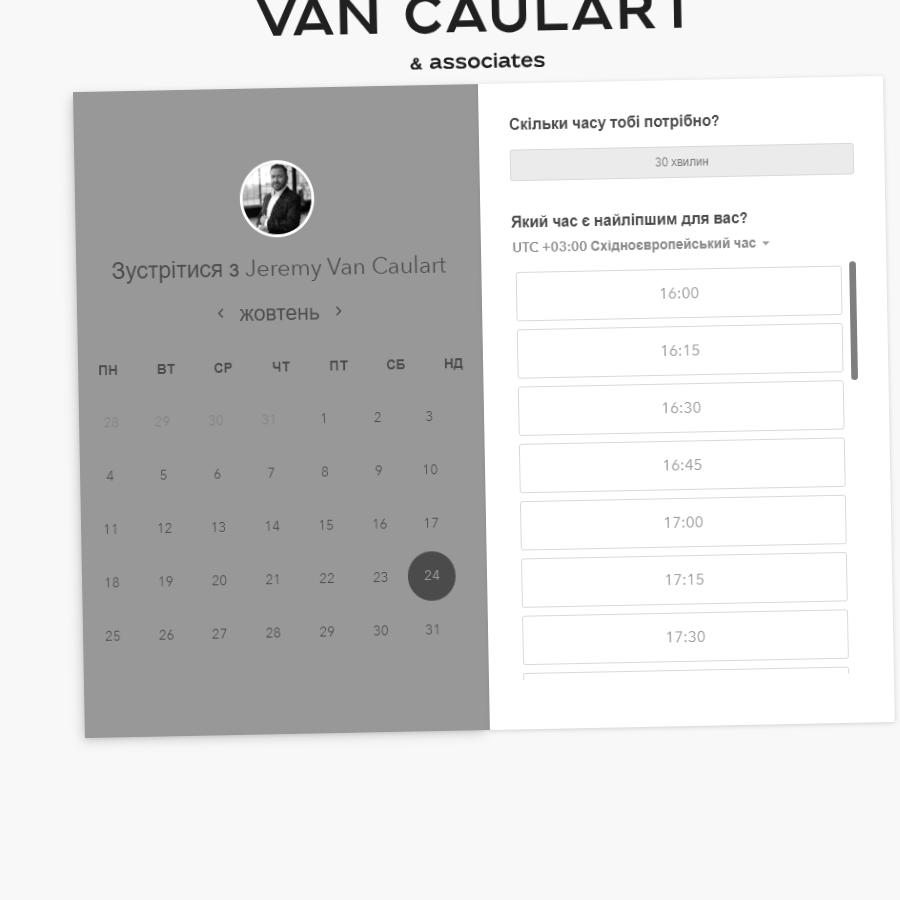 VAN CAULART
& associates
Зустрітися з Jeremy Van Caulart
‹ жовтень ›
ПН ВТ СР ЧТ ПТ СБ НД
28 29 30 31 1 2 3
4 5 6 7 8 9 10
11 12 13 14 15 16 17
18 19 20 21 22 23 24
25 26 27 28 29 30 31
Скільки часу тобі потрібно?
30 хвилин
Який час є найліпшим для вас?
UTC +03:00 Східноєвропейський час
16:00
16:15
16:30
16:45
17:00
17:15
17:30